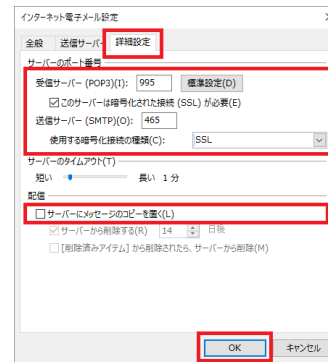 インターネット電子メール設定
全般 送信サーバー 詳細設定
サーバーのポート番号
受信サーバー (POP3)(I): 995 標準設定(D)
このサーバーは暗号化された接続 (SSL) が必要(E)
送信サーバー (SMTP)(O): 465
使用する暗号化接続の種類(C): SSL
サーバーのタイムアウト(T)
短い 長い 1 分
配信
サーバーにメッセージのコピーを置く(L)
サーバーから削除する(R) 14 日後
[削除済みアイテム] から削除されたら、サーバーから削除(M)
OK キャンセル